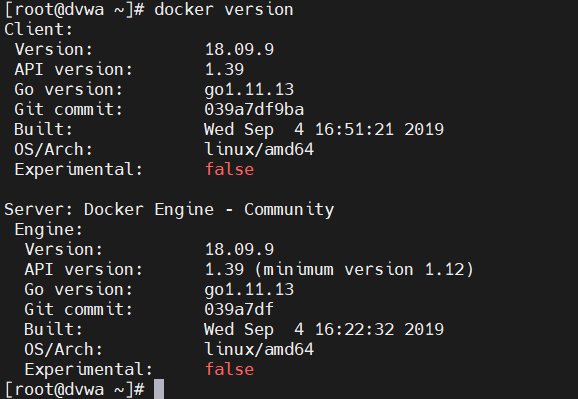 [root@dvwa ~]# docker version
Client:
 Version:           18.09.9
 API version:       1.39
 Go version:        go1.11.13
 Git commit:        039a7df9ba
 Built:             Wed Sep  4 16:51:21 2019
 OS/Arch:           linux/amd64
 Experimental:      false

Server: Docker Engine - Community
 Engine:
  Version:          18.09.9
  API version:      1.39 (minimum version 1.12)
  Go version:       go1.11.13
  Git commit:       039a7df
  Built:            Wed Sep  4 16:22:32 2019
  OS/Arch:          linux/amd64
  Experimental:     false
[root@dvwa ~]#